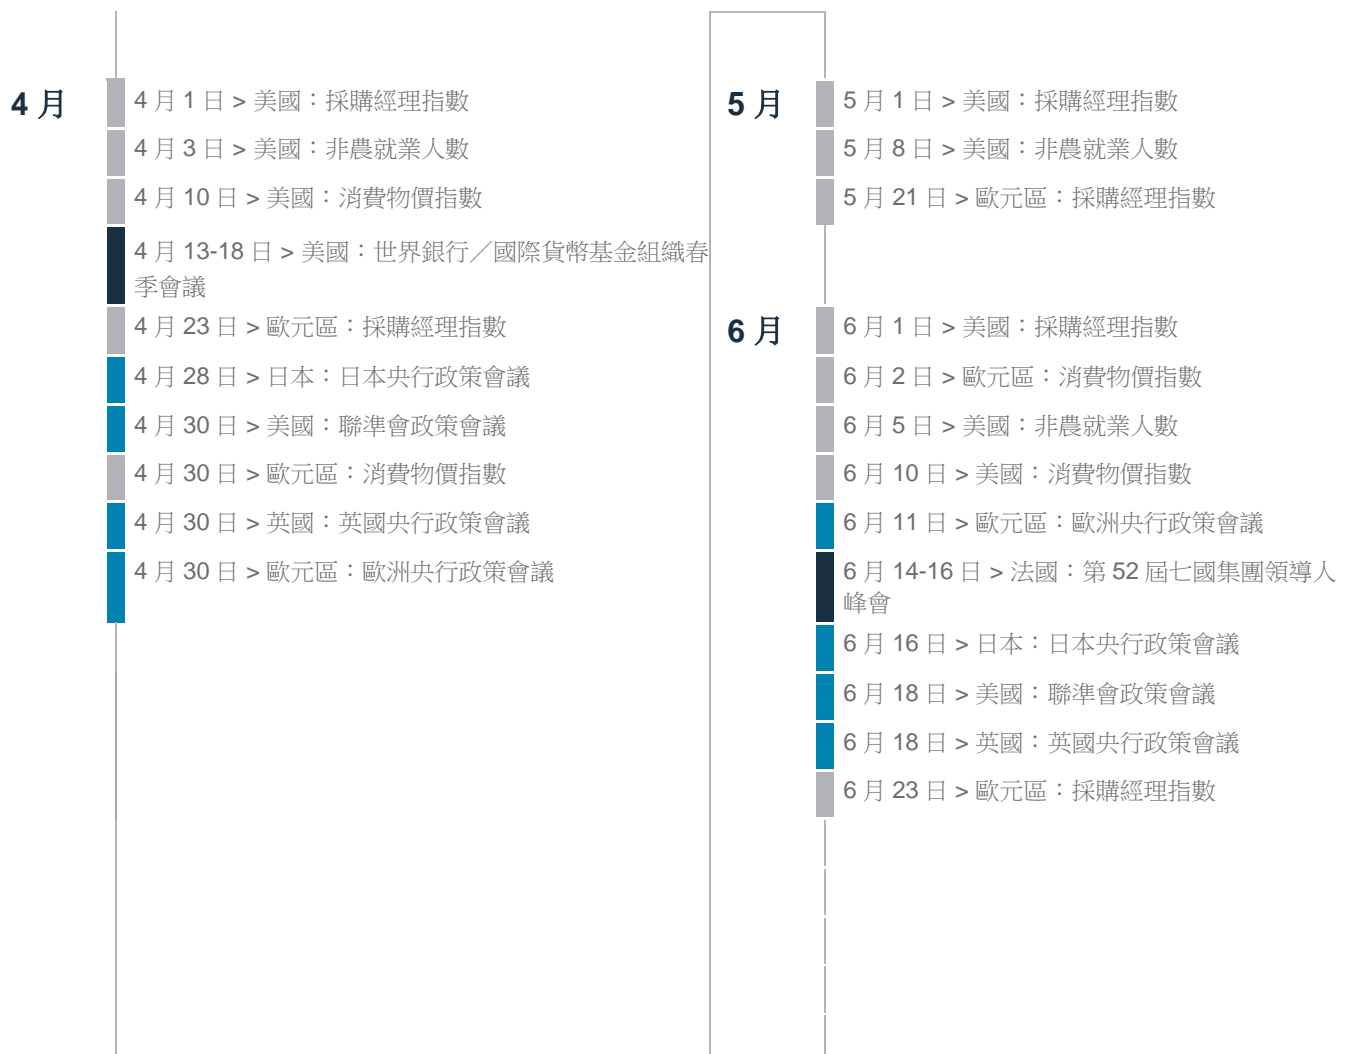 4 月
4 月 1 日 > 美國：採購經理指數
4 月 3 日 > 美國：非農就業人數
4 月 10 日 > 美國：消費物價指數
4 月 13-18 日 > 美國：世界銀行／國際貨幣基金組織春
季會議
4 月 23 日 > 歐元區：採購經理指數
4 月 28 日 > 日本：日本央行政策會議
4 月 30 日 > 美國：聯準會政策會議
4 月 30 日 > 歐元區：消費物價指數
4 月 30 日 > 英國：英國央行政策會議
4 月 30 日 > 歐元區：歐洲央行政策會議
5 月
5 月 1 日 > 美國：採購經理指數
5 月 8 日 > 美國：非農就業人數
5 月 21 日 > 歐元區：採購經理指數
6 月
6 月 1 日 > 美國：採購經理指數
6 月 2 日 > 歐元區：消費物價指數
6 月 5 日 > 美國：非農就業人數
6 月 10 日 > 美國：消費物價指數
6 月 11 日 > 歐元區：歐洲央行政策會議
6 月 14-16 日 > 法國：第 52 屆七國集團領導人
峰會
6 月 16 日 > 日本：日本央行政策會議
6 月 18 日 > 美國：聯準會政策會議
6 月 18 日 > 英國：英國央行政策會議
6 月 23 日 > 歐元區：採購經理指數